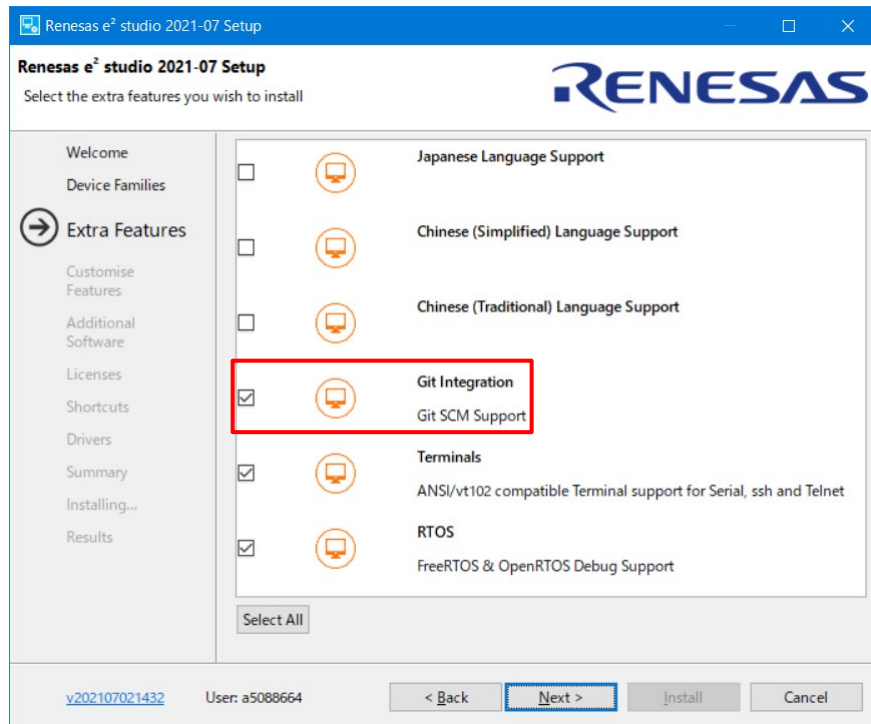 Renesas e² studio 2021-07 Setup
Renesas e² studio 2021-07 Setup
Select the extra features you wish to install
RENESAS
Welcome
Device Families
Extra Features
Customise
Features
Additional
Software
Licenses
Shortcuts
Drivers
Summary
Installing...
Results
Japanese Language Support
Chinese (Simplified) Language Support
Chinese (Traditional) Language Support
Git Integration
Git SCM Support
Terminals
ANSI/vt102 compatible Terminal support for Serial, ssh and Telnet
RTOS
FreeRTOS & OpenRTOS Debug Support
Select All
v202107021432 User: a5088664 < Back Next > Install Cancel